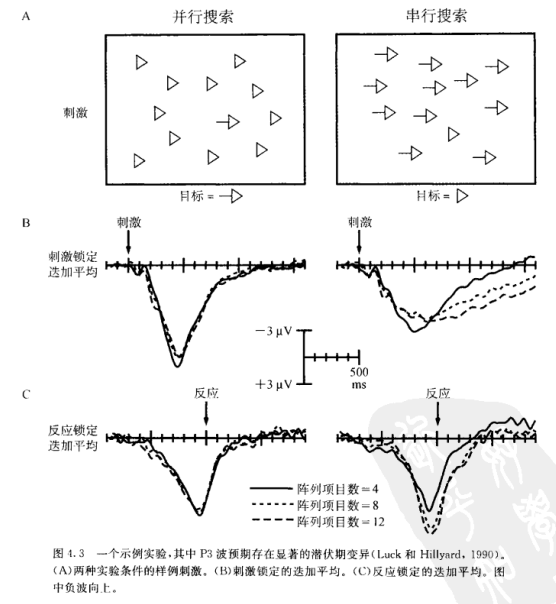 A
并行搜索
串行搜索
刺激
目标=
目标=
B
刺激
刺激
刺激锁定
迭加平均
−3 μV
+3 μV
500
ms
C
反应
反应
反应锁定
迭加平均
阵列项目数=4
阵列项目数=8
阵列项目数=12
图 4.3 一个示例实验,其中 P3 波预期存在显著的潜伏期变异(Luck 和 Hillyard, 1990)。
(A)两种实验条件的样例刺激。(B)刺激锁定的迭加平均。(C)反应锁定的迭加平均。图
中负波向上。